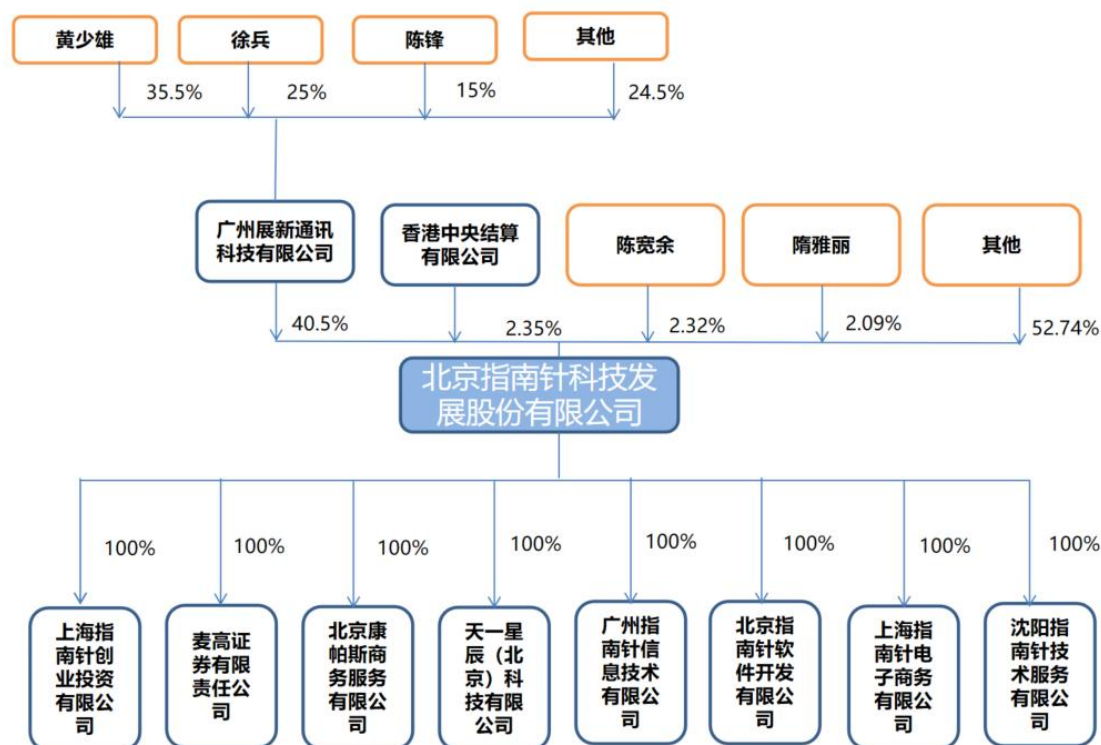 黄少雄
徐兵
陈锋
其他
35.5%
25%
15%
24.5%
广州展新通讯
科技有限公司
香港中央结算
有限公司
陈宽余
隋雅丽
其他
40.5%
2.35%
2.32%
2.09%
52.74%
北京指南针科技发
展股份有限公司
100%
100%
100%
100%
100%
100%
100%
100%
上海指
南针创
业投资
有限公
司
麦高证
券有限
责任公
司
北京康
帕斯商
务服务
有限公
司
天一星
辰（北
京）科
技有限
公司
广州指
南针信
息技术
有限公
司
北京指
南针软
件开发
有限公
司
上海指
南针电
子商务
有限公
司
沈阳指
南针技
术服务
有限公
司